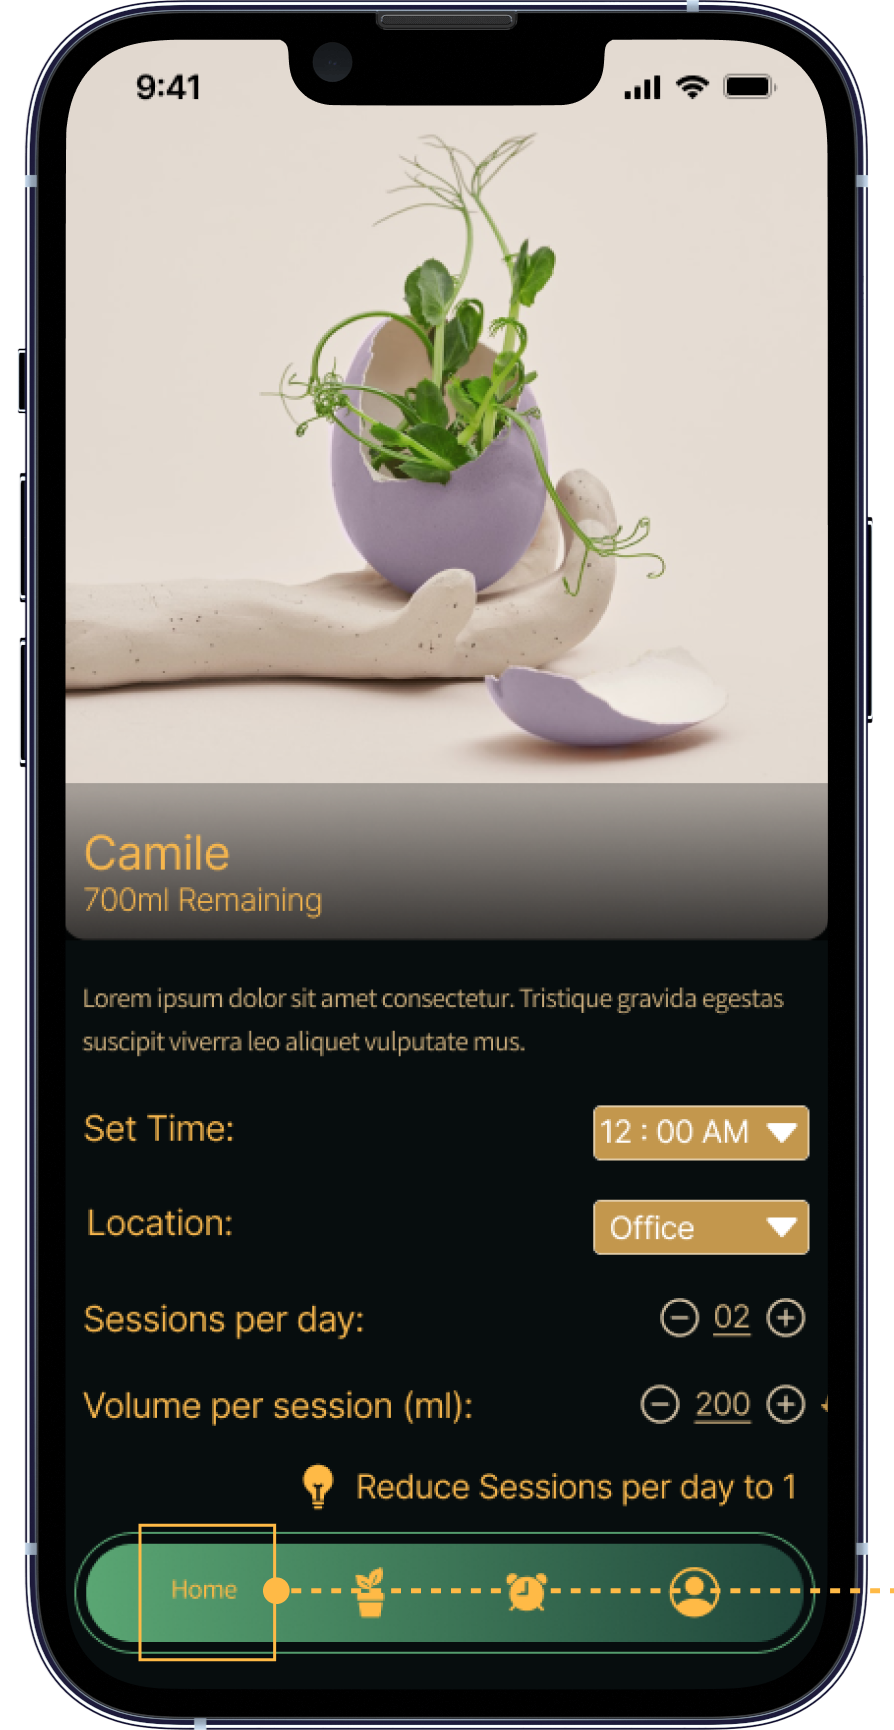 9:41
Camile
700ml Remaining
Lorem ipsum dolor sit amet consectetur. Tristique gravida egestas
suscipit viverra leo aliquet vulputate mus.
Set Time: 12 : 00 AM
Location: Office
Sessions per day: 02
Volume per session (ml): 200
Reduce Sessions per day to 1
Home